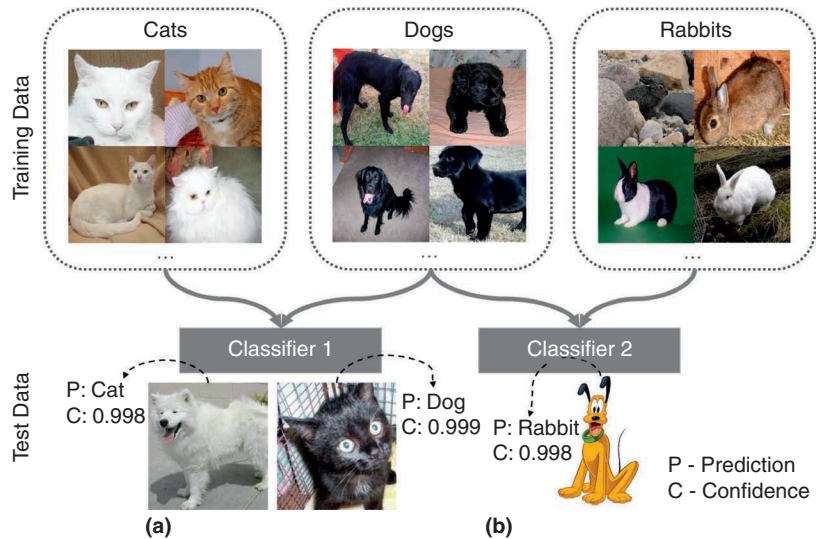 Cats
Dogs
Rabbits
Training Data
...
...
...
Classifier 1
Classifier 2
Test Data
P: Cat
C: 0.998
P: Dog
C: 0.999
P: Rabbit
C: 0.998
P - Prediction
C - Confidence
(a)
(b)